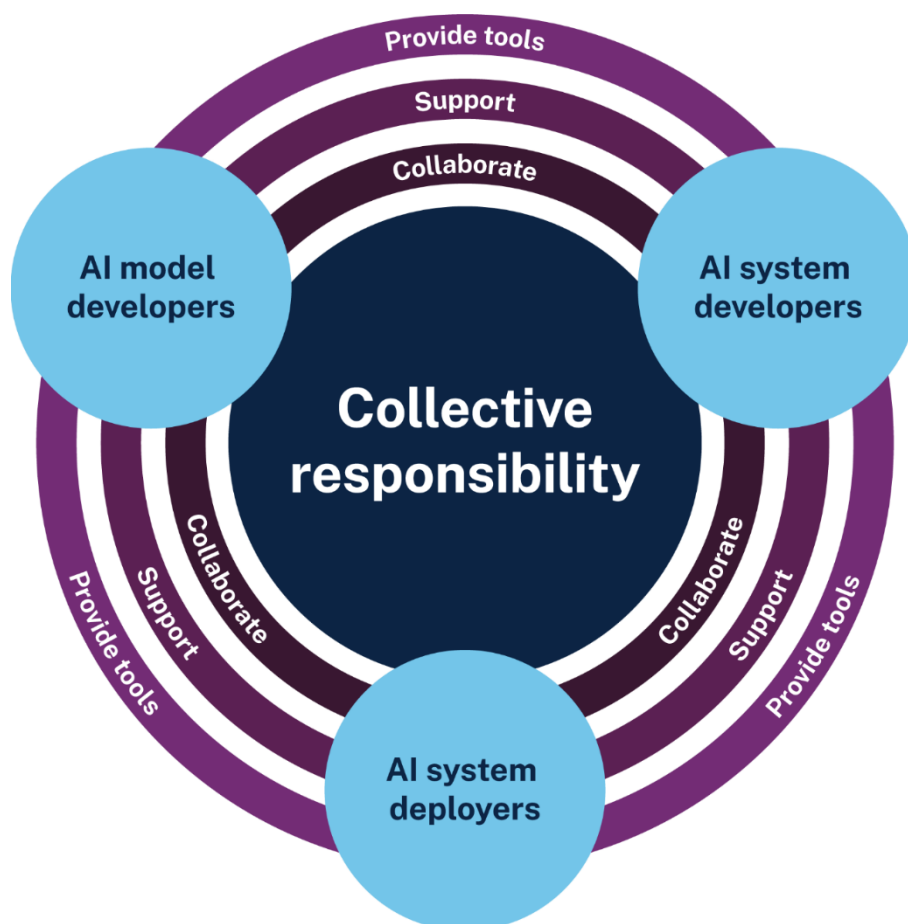 Provide tools
Support
Collaborate
AI model
developers
AI system
developers
Collective
responsibility
Collaborate
Support
Provide tools
Collaborate
Support
Provide tools
AI system
deployers